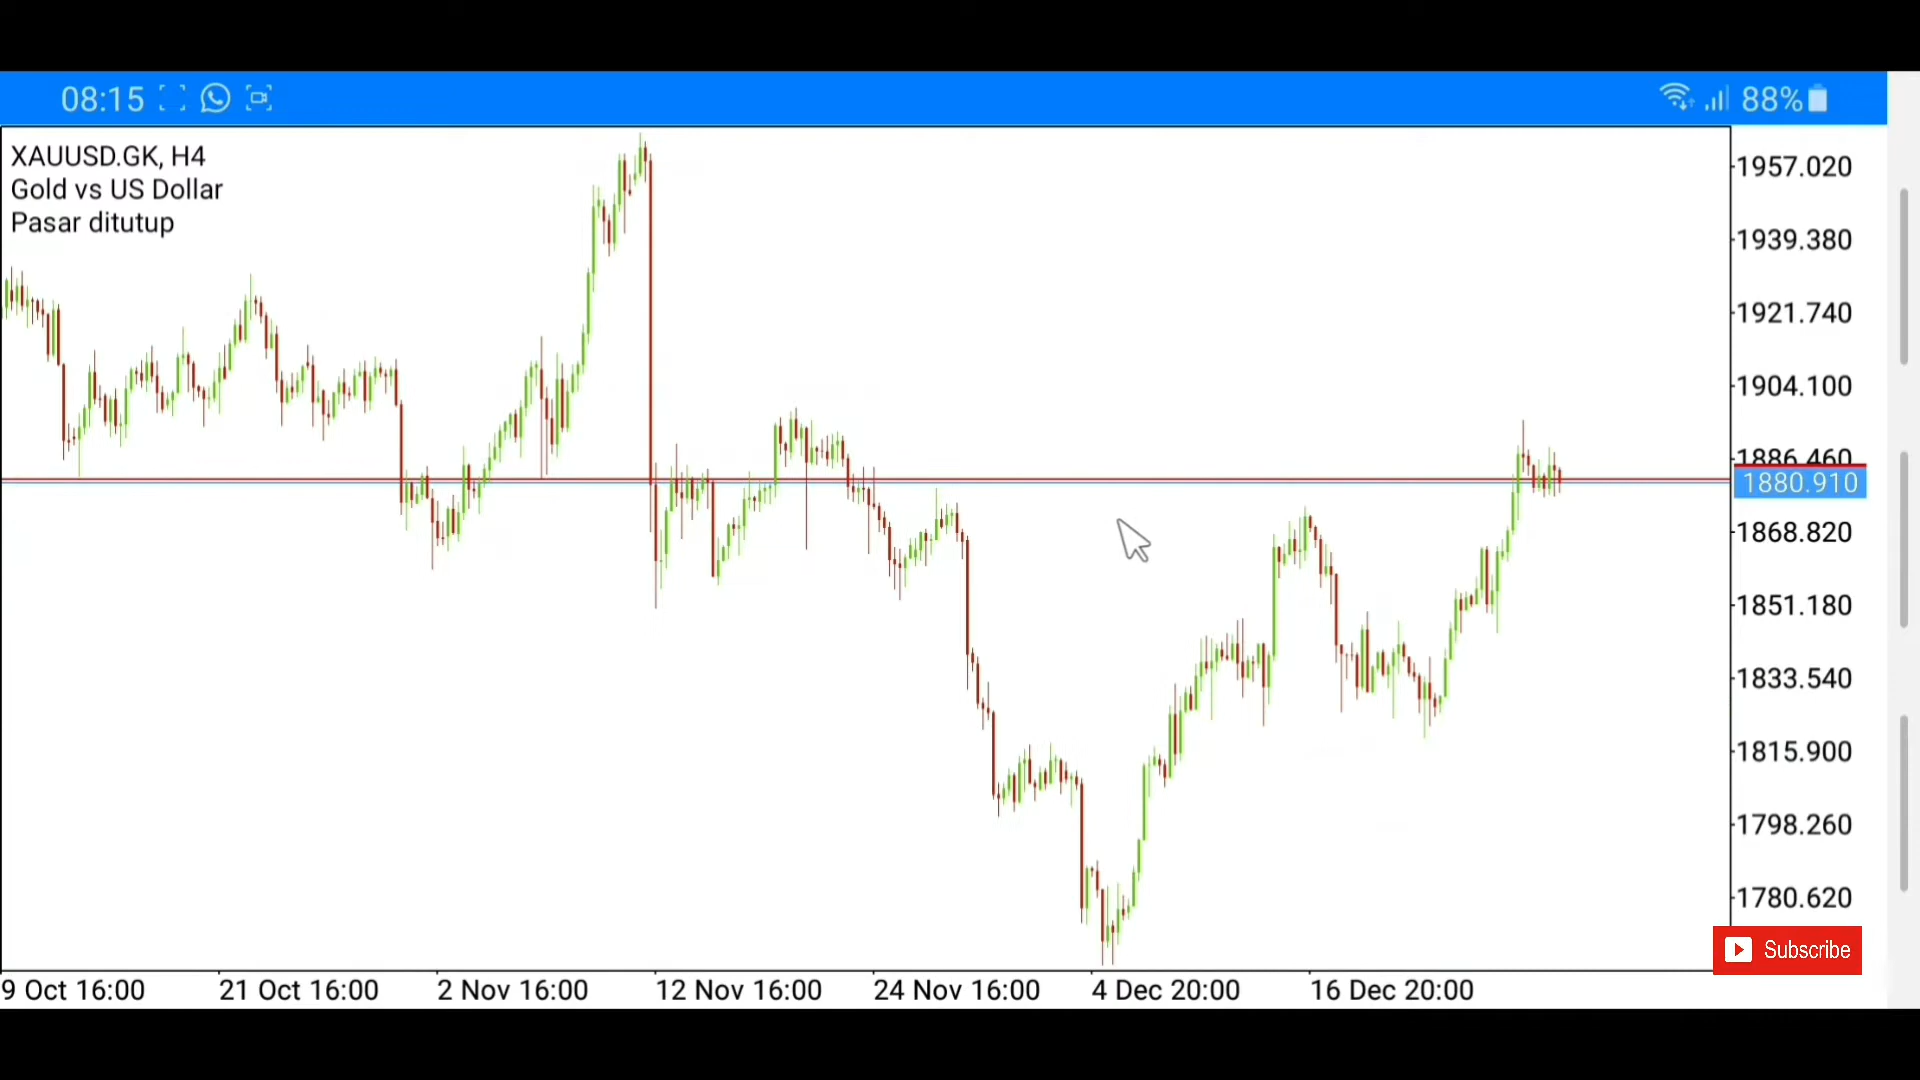 08:15
88%
XAUUSD.GK, H4
Gold vs US Dollar
Pasar ditutup
1957.020
1939.380
1921.740
1904.100
1886.460
1880.910
1868.820
1851.180
1833.540
1815.900
1798.260
1780.620
Subscribe
9 Oct 16:00 21 Oct 16:00 2 Nov 16:00 12 Nov 16:00 24 Nov 16:00 4 Dec 20:00 16 Dec 20:00